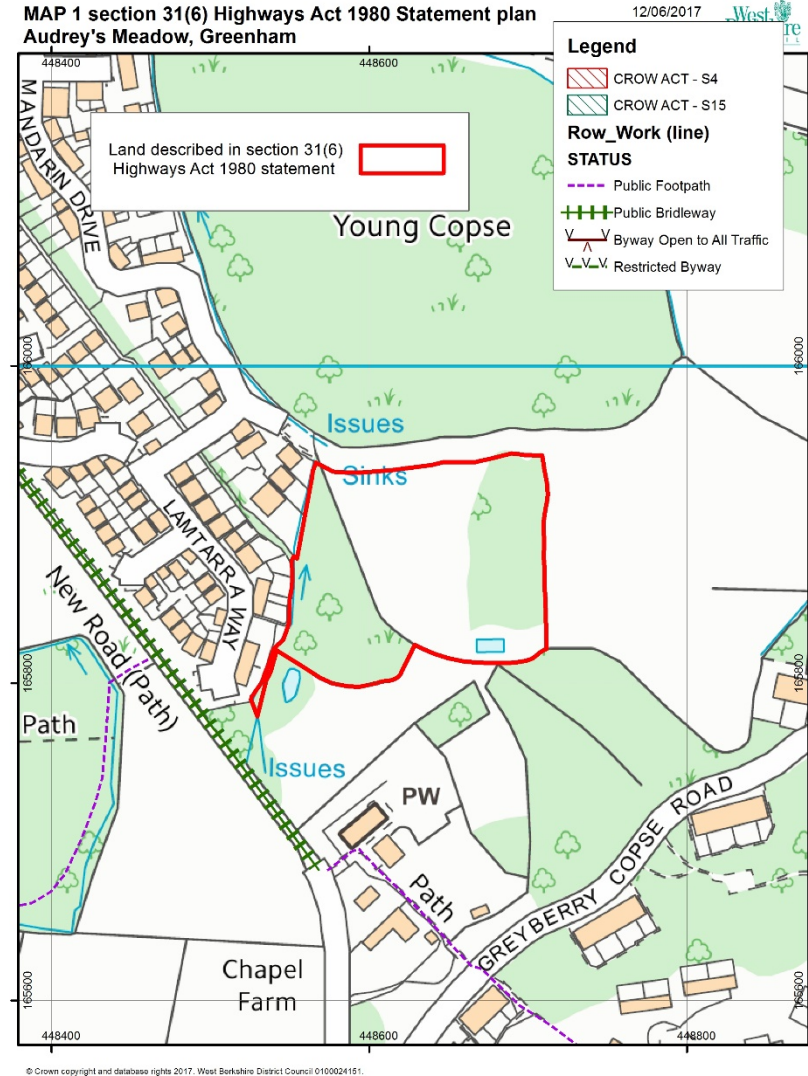 MAP 1 section 31(6) Highways Act 1980 Statement plan
Audrey's Meadow, Greenham
12/06/2017
West
448400
448600
Legend
CROW ACT - S4
CROW ACT - S15
Row_Work (line)
STATUS
Public Footpath
Public Bridleway
Byway Open to All Traffic
Restricted Byway
Land described in section 31(6)
Highways Act 1980 statement
MANDARIN DRIVE
Young Copse
166000
166000
Issues
Sinks
LAMTARRA WAY
New Road (Path)
165800
165800
Path
Issues
PW
Path
GREYBERRY COPSE ROAD
Chapel
Farm
165600
165600
448400
448600
448800
© Crown copyright and database rights 2017. West Berkshire District Council 0100024151.